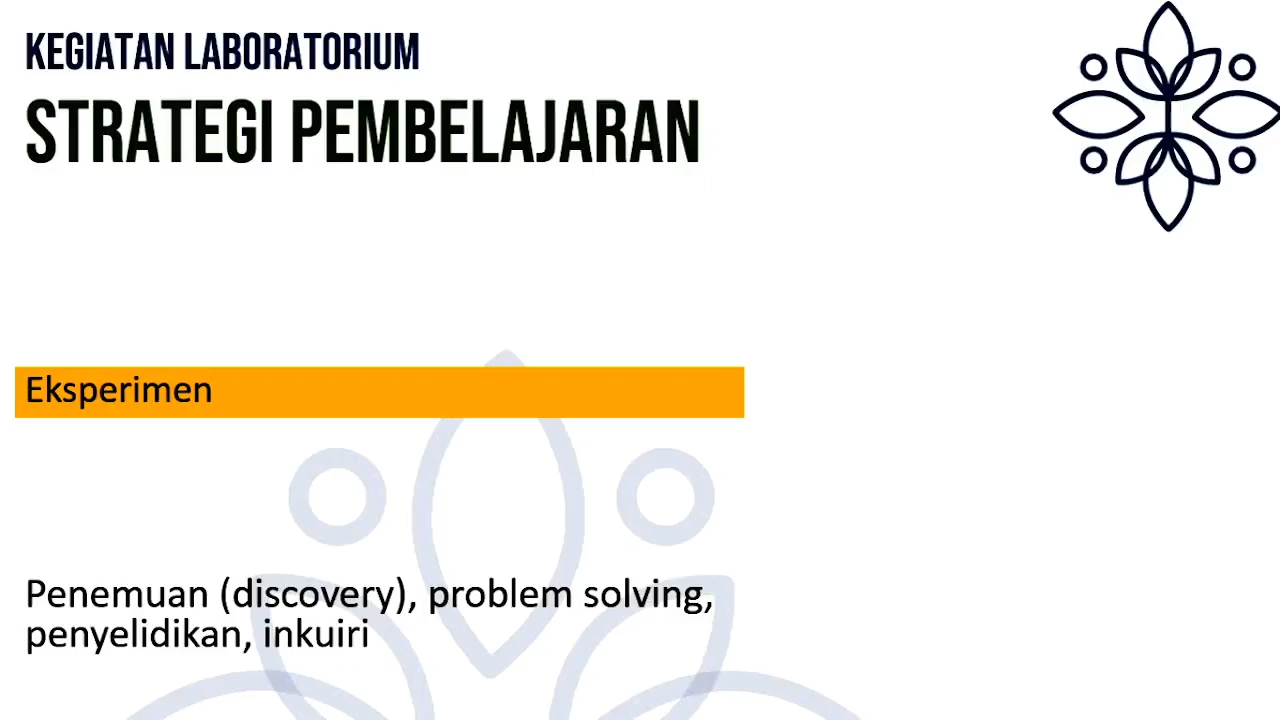 KEGIATAN LABORATORIUM
STRATEGI PEMBELAJARAN
Eksperimen
Penemuan (discovery), problem solving,
penyelidikan, inkuiri